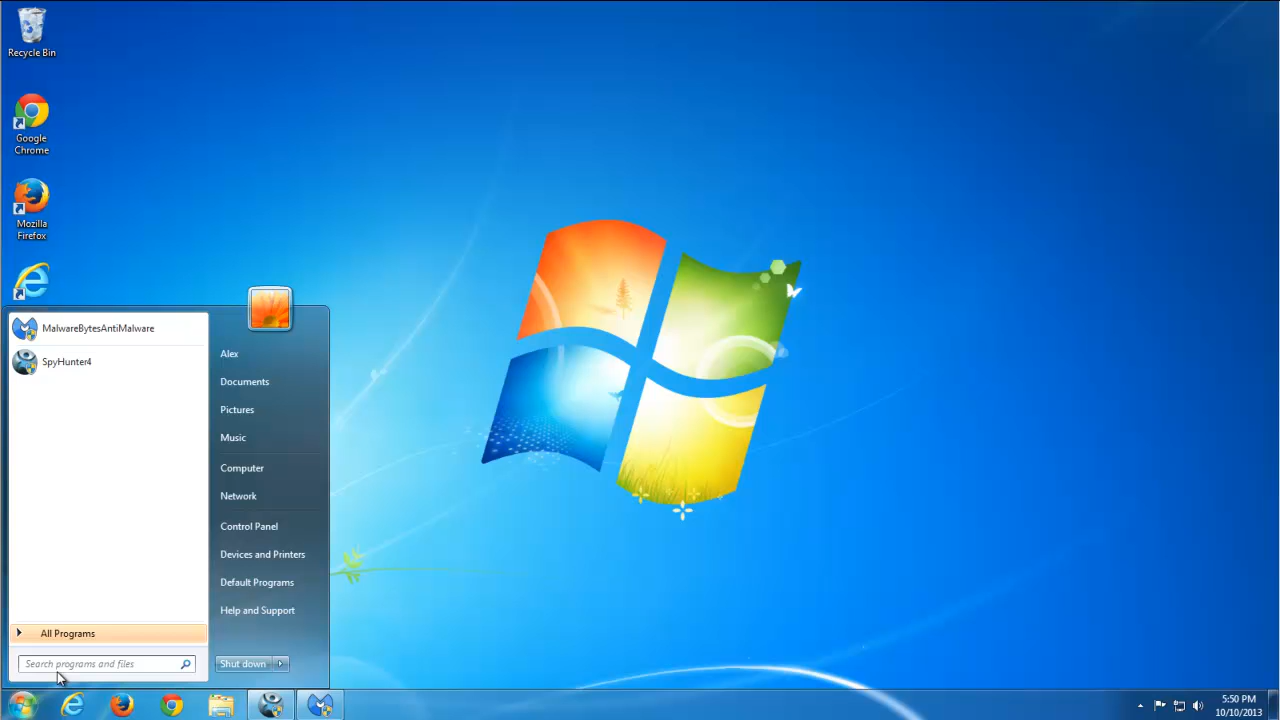 Recycle Bin
Google
Chrome
Mozilla
Firefox
MalwareBytesAntiMalware
SpyHunter4
All Programs
Search programs and files
Alex
Documents
Pictures
Music
Computer
Network
Control Panel
Devices and Printers
Default Programs
Help and Support
Shut down
5:50 PM
10/10/2013